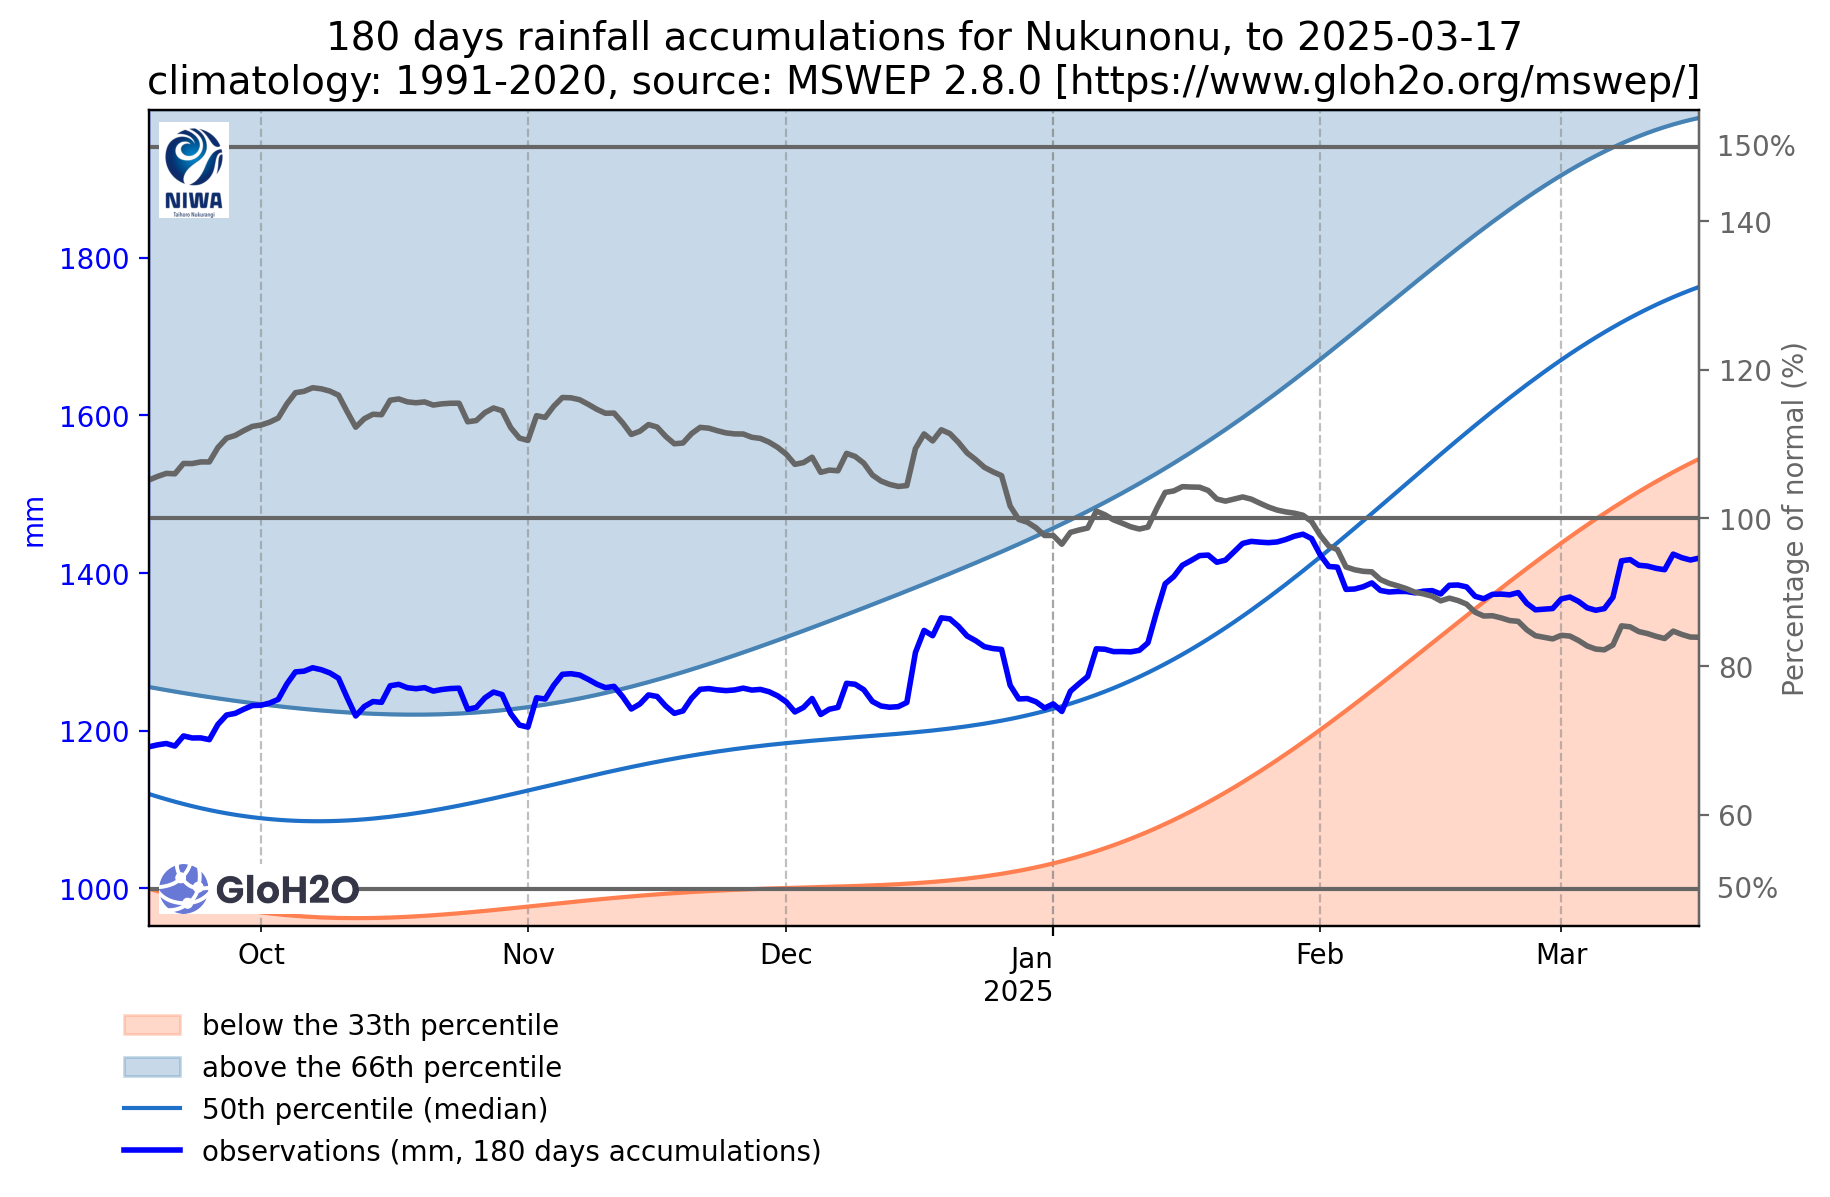 180 days rainfall accumulations for Nukunonu, to 2025-03-17
climatology: 1991-2020, source: MSWEP 2.8.0 [https://www.gloh2o.org/mswep/]
NIWA
Taihoro Nukurangi
150%
140
1800
120
1600
mm
100
Percentage of normal (%)
1400
80
1200
60
1000
GloH2O
50%
Oct
Nov
Dec
Jan
2025
Feb
Mar
below the 33th percentile
above the 66th percentile
50th percentile (median)
observations (mm, 180 days accumulations)